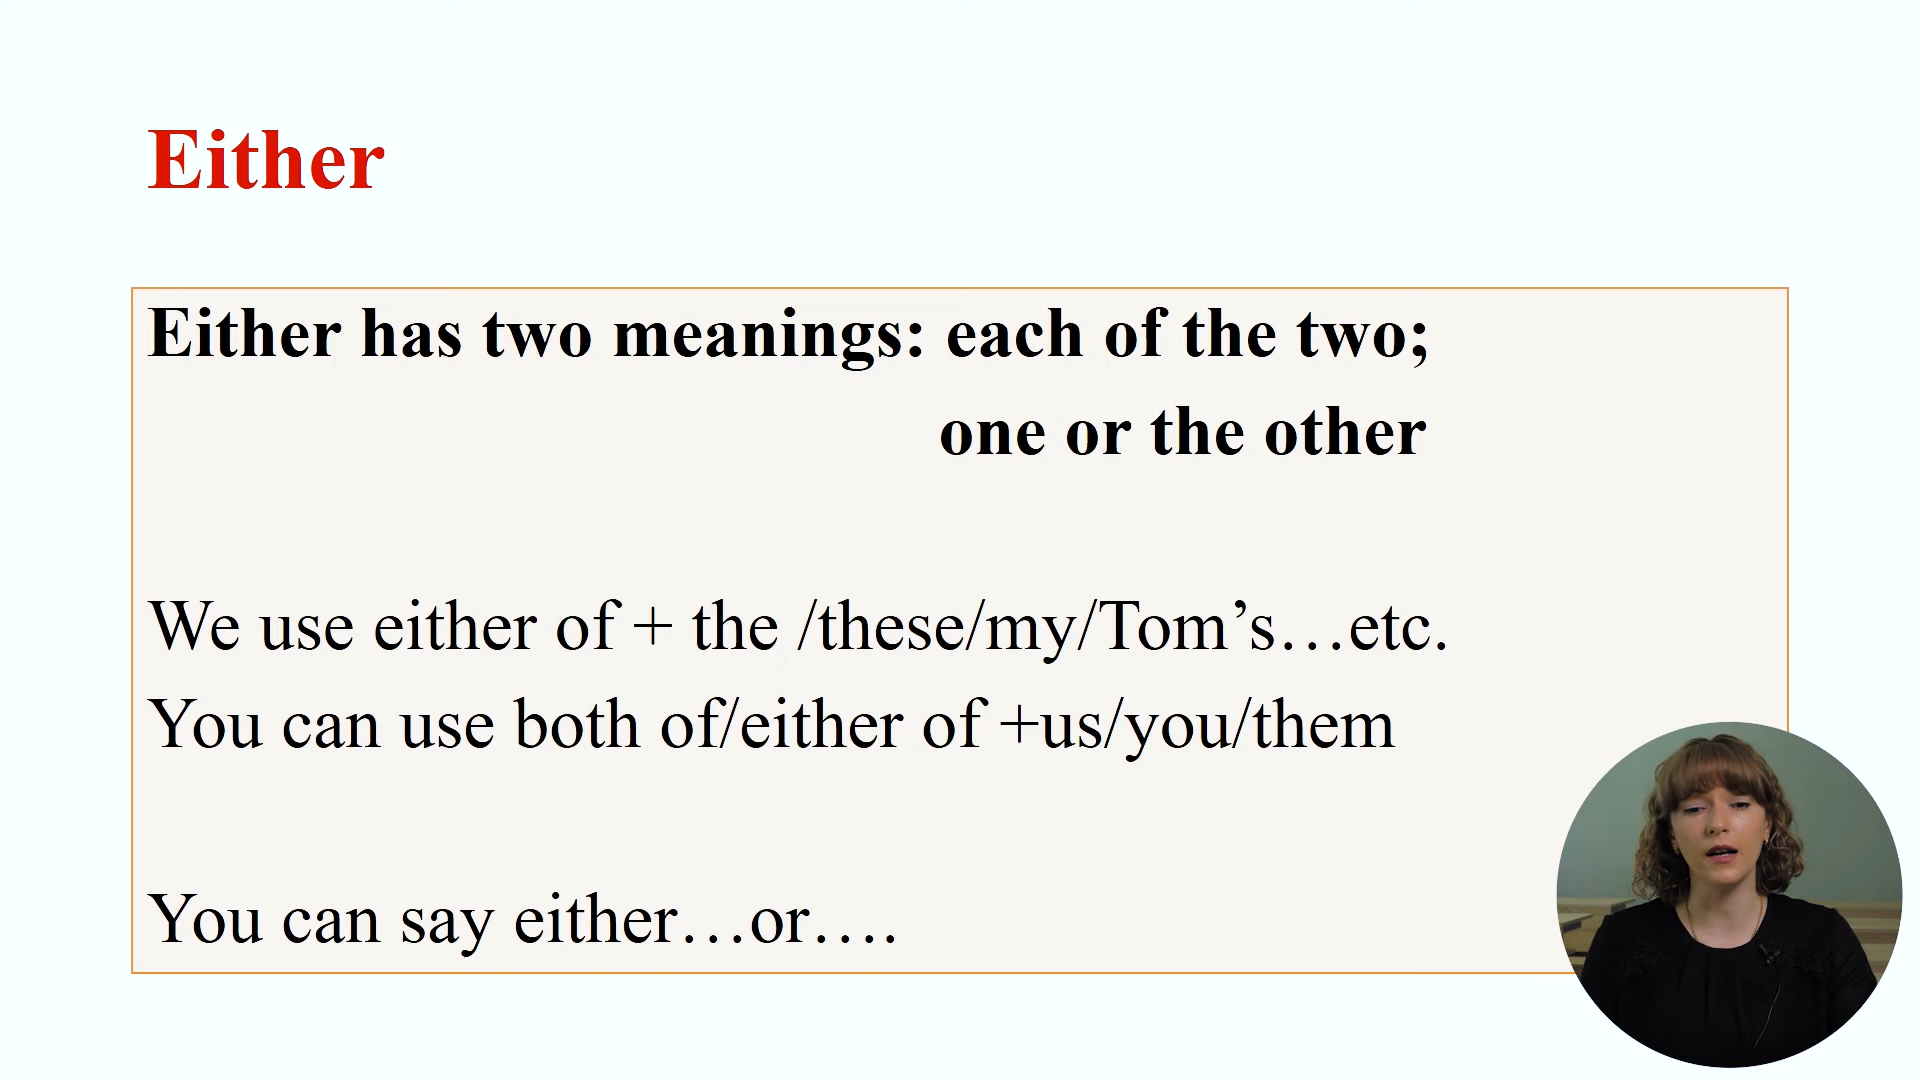 Either
Either has two meanings: each of the two;
one or the other
We use either of + the /these/my/Tom’s…etc.
You can use both of/either of +us/you/them
You can say either…or….